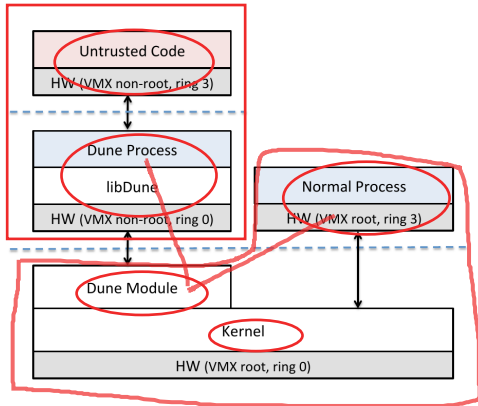 Untrusted Code
HW (VMX non-root, ring 3)
Dune Process
libDune
HW (VMX non-root, ring 0)
Normal Process
HW (VMX root, ring 3)
Dune Module
Kernel
HW (VMX root, ring 0)